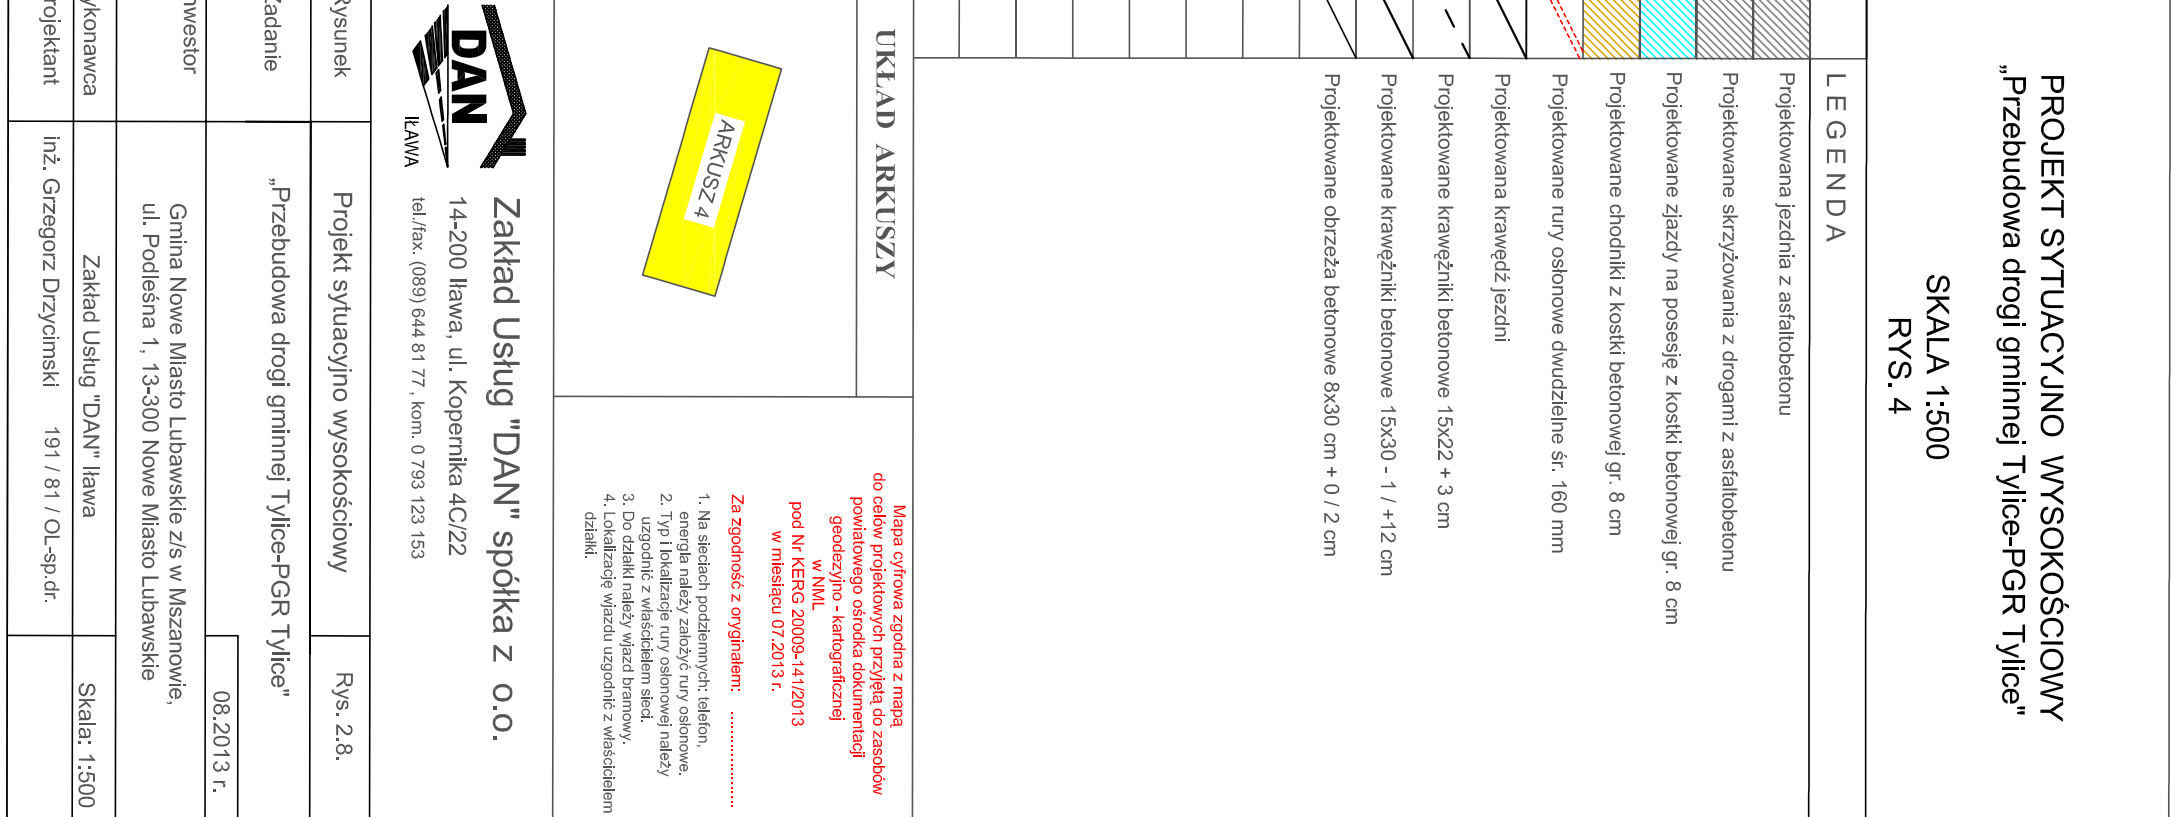 PROJEKT SYTUACYJNO WYSOKOŚCIOWY
„Przebudowa drogi gminnej Tylice-PGR Tylice"
SKALA 1:500
RYS. 4
LEGENDA
Projektowana jezdnia z asfaltobetonu
Projektowane skrzyżowania z drogami z asfaltobetonu
Projektowane zjazdy na posesję z kostki betonowej gr. 8 cm
Projektowane chodniki z kostki betonowej gr. 8 cm
Projektowane rury osłonowe dwudzielne śr. 160 mm
Projektowana krawędź jezdni
Projektowane krawężniki betonowe 15x22 + 3 cm
Projektowane krawężniki betonowe 15x30 - 1 / +12 cm
Projektowane obrzeża betonowe 8x30 cm + 0 / 2 cm
UKŁAD ARKUSZY
ARKUSZ 4
Mapa cyfrowa zgodna z mapą
do celów projektowych przyjętą do zasobów
powiatowego ośrodka dokumentacji
geodezyjno - kartograficznej
w NML
pod Nr KERG 20009-141/2013
w miesiącu 07.2013 r.
Za zgodność z oryginałem: ....................
1. Na sieciach podziemnych: telefon,
energia należy założyć rury osłonowe.
2. Typ i lokalizację rury osłonowej należy
uzgodnić z właścicielem sieci.
3. Do działki należy wjazd bramowy.
4. Lokalizację wjazdu uzgodnić z właścicielem
działki.
DAN
IŁAWA
Zakład Usług "DAN" spółka z o.o.
14-200 Iława, ul. Kopernika 4C/22
tel./fax. (089) 644 81 77 , kom. 0 793 123 153
Rysunek
Projekt sytuacyjno wysokościowy
Rys. 2.8.
Zadanie
„Przebudowa drogi gminnej Tylice-PGR Tylice"
08.2013 r.
nwestor
Gmina Nowe Miasto Lubawskie z/s w Mszanowie,
ul. Podleśna 1, 13-300 Nowe Miasto Lubawskie
ykonawca
Zakład Usług "DAN" Iława
Skala: 1:500
rojektant
inż. Grzegorz Drzycimski 191 / 81 / OL-sp.dr.